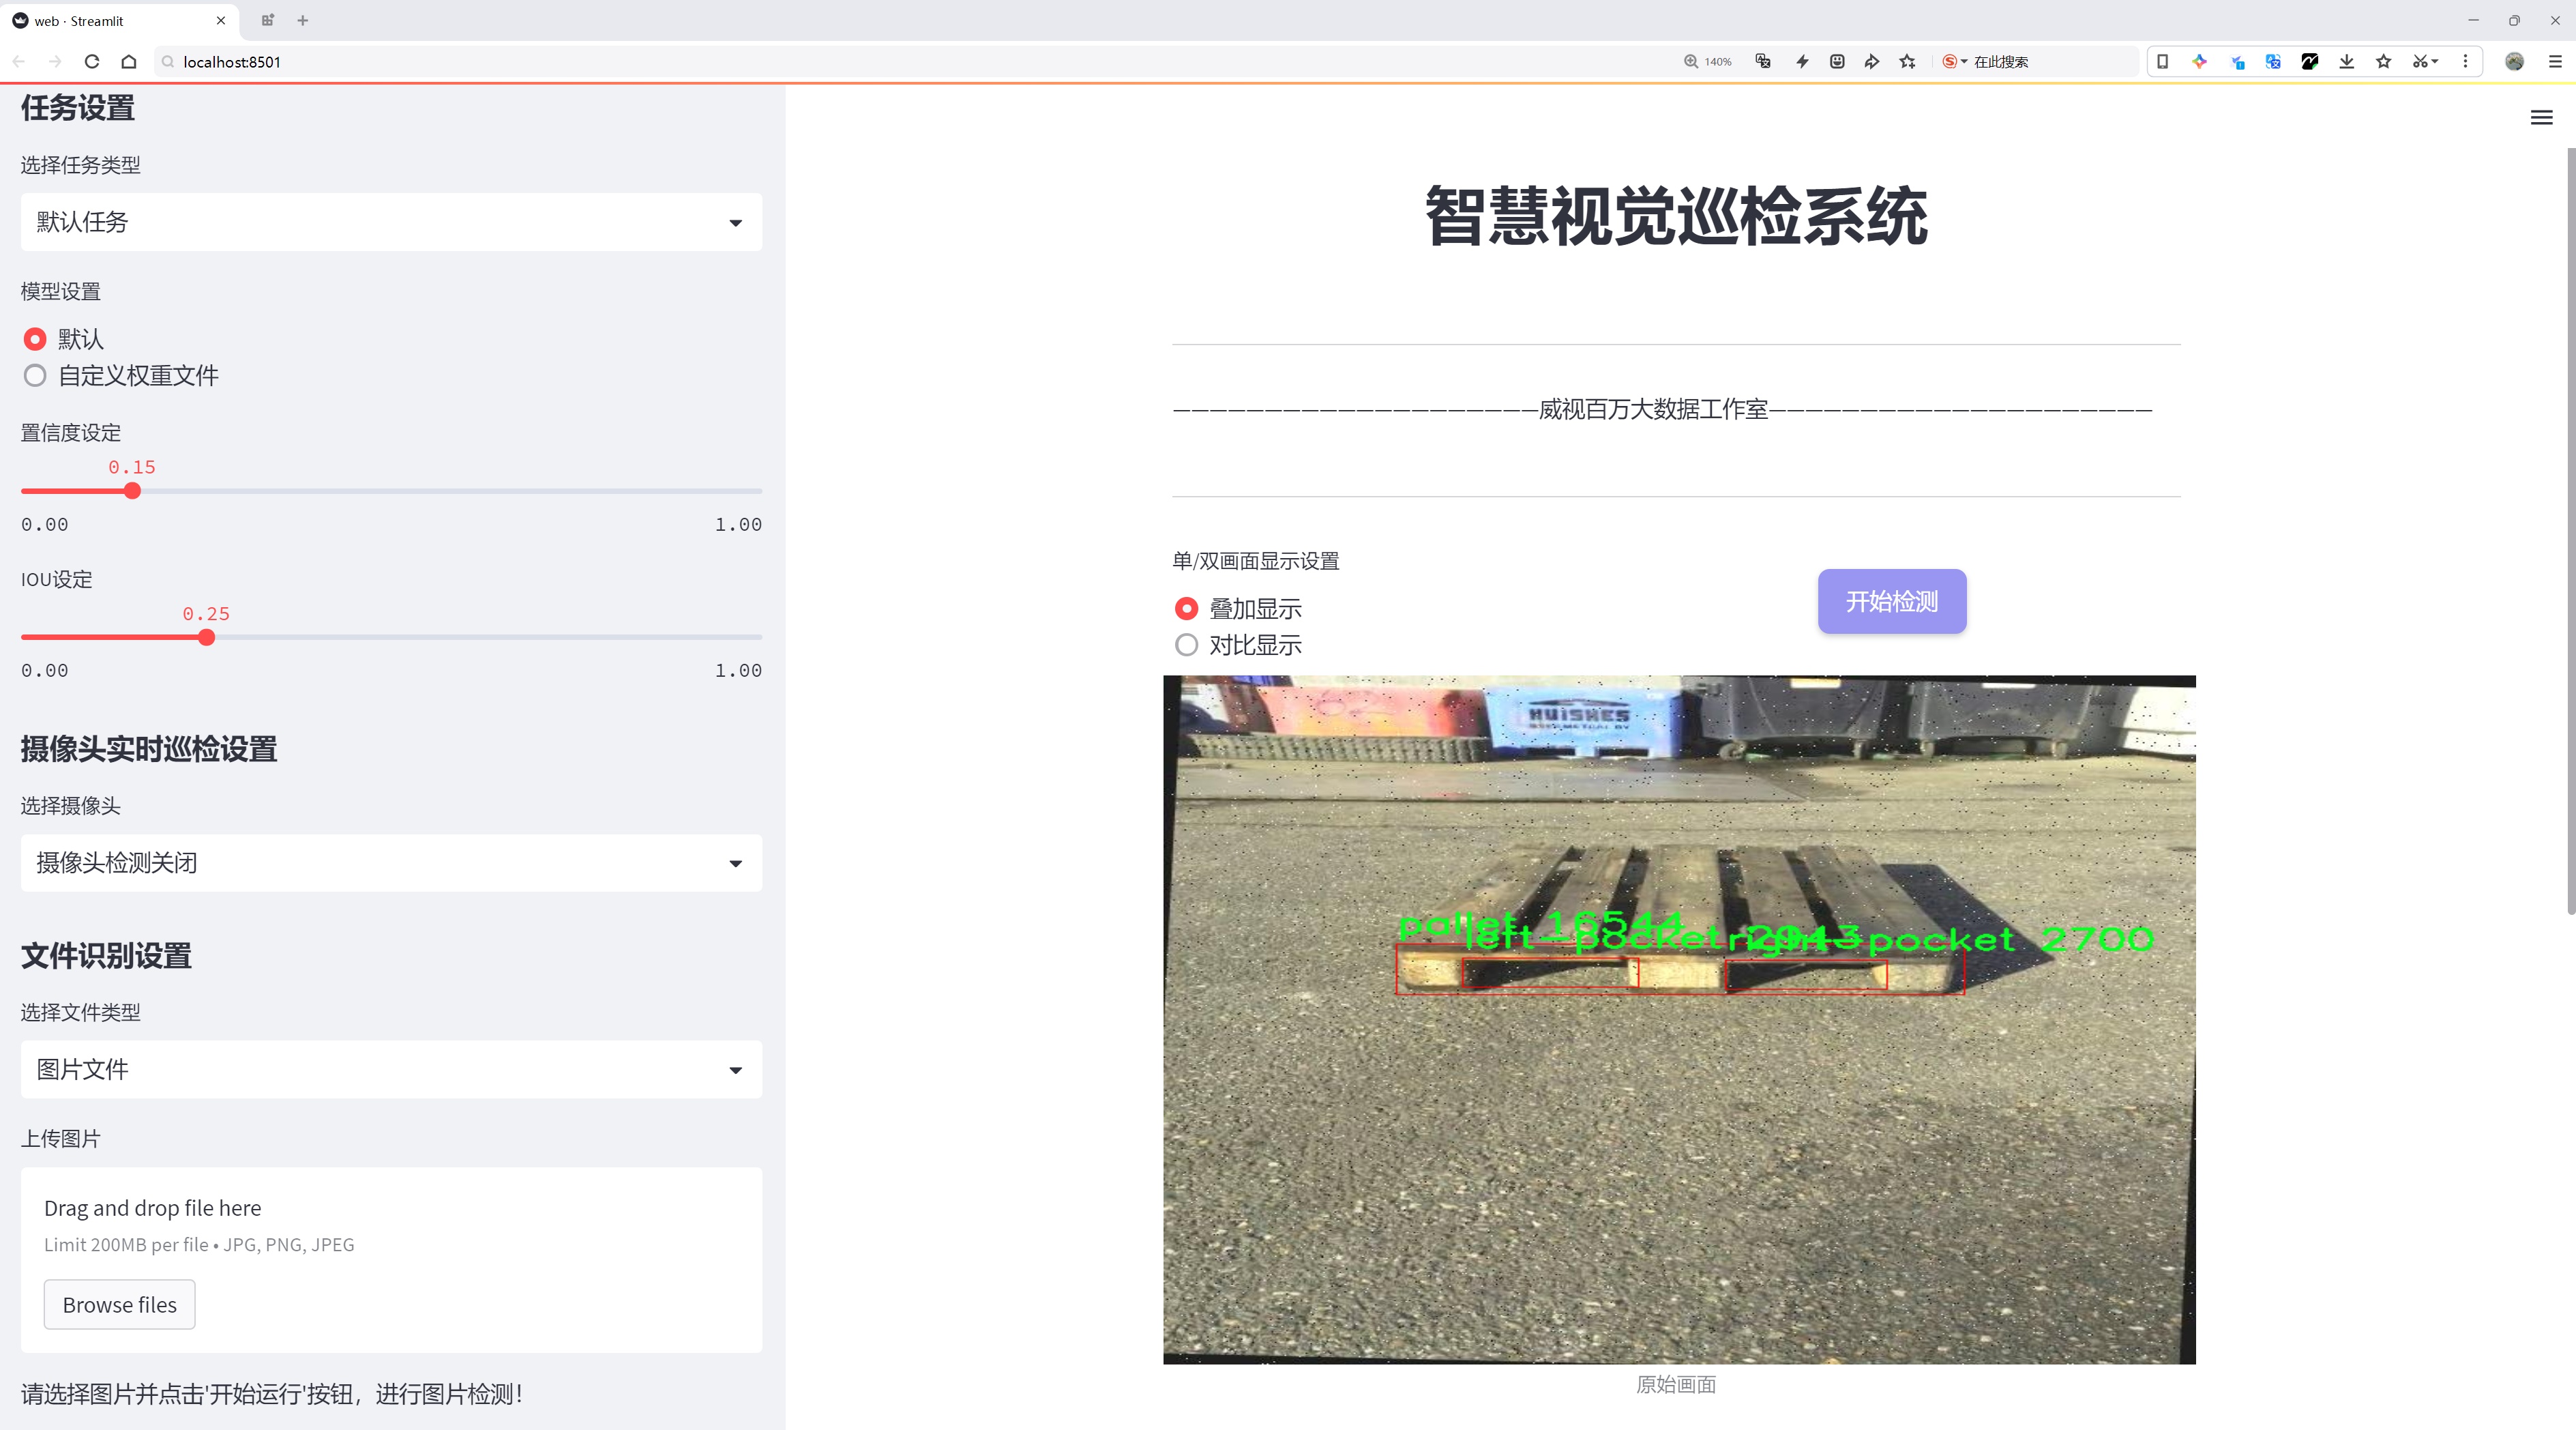 web · Streamlit
localhost:8501
140%
在此搜索
任务设置
选择任务类型
默认任务
模型设置
默认
自定义权重文件
置信度设定
0.15
0.00 1.00
IOU设定
0.25
0.00 1.00
摄像头实时巡检设置
选择摄像头
摄像头检测关闭
文件识别设置
选择文件类型
图片文件
上传图片
Drag and drop file here
Limit 200MB per file • JPG, PNG, JPEG
Browse files
请选择图片并点击'开始运行'按钮，进行图片检测！
智慧视觉巡检系统
————————————————————威视百万大数据工作室—————————————————————
单/双画面显示设置
叠加显示
对比显示
开始检测
HUISKES
pallet 16544
left-pocket 2943
right-pocket 2700
原始画面